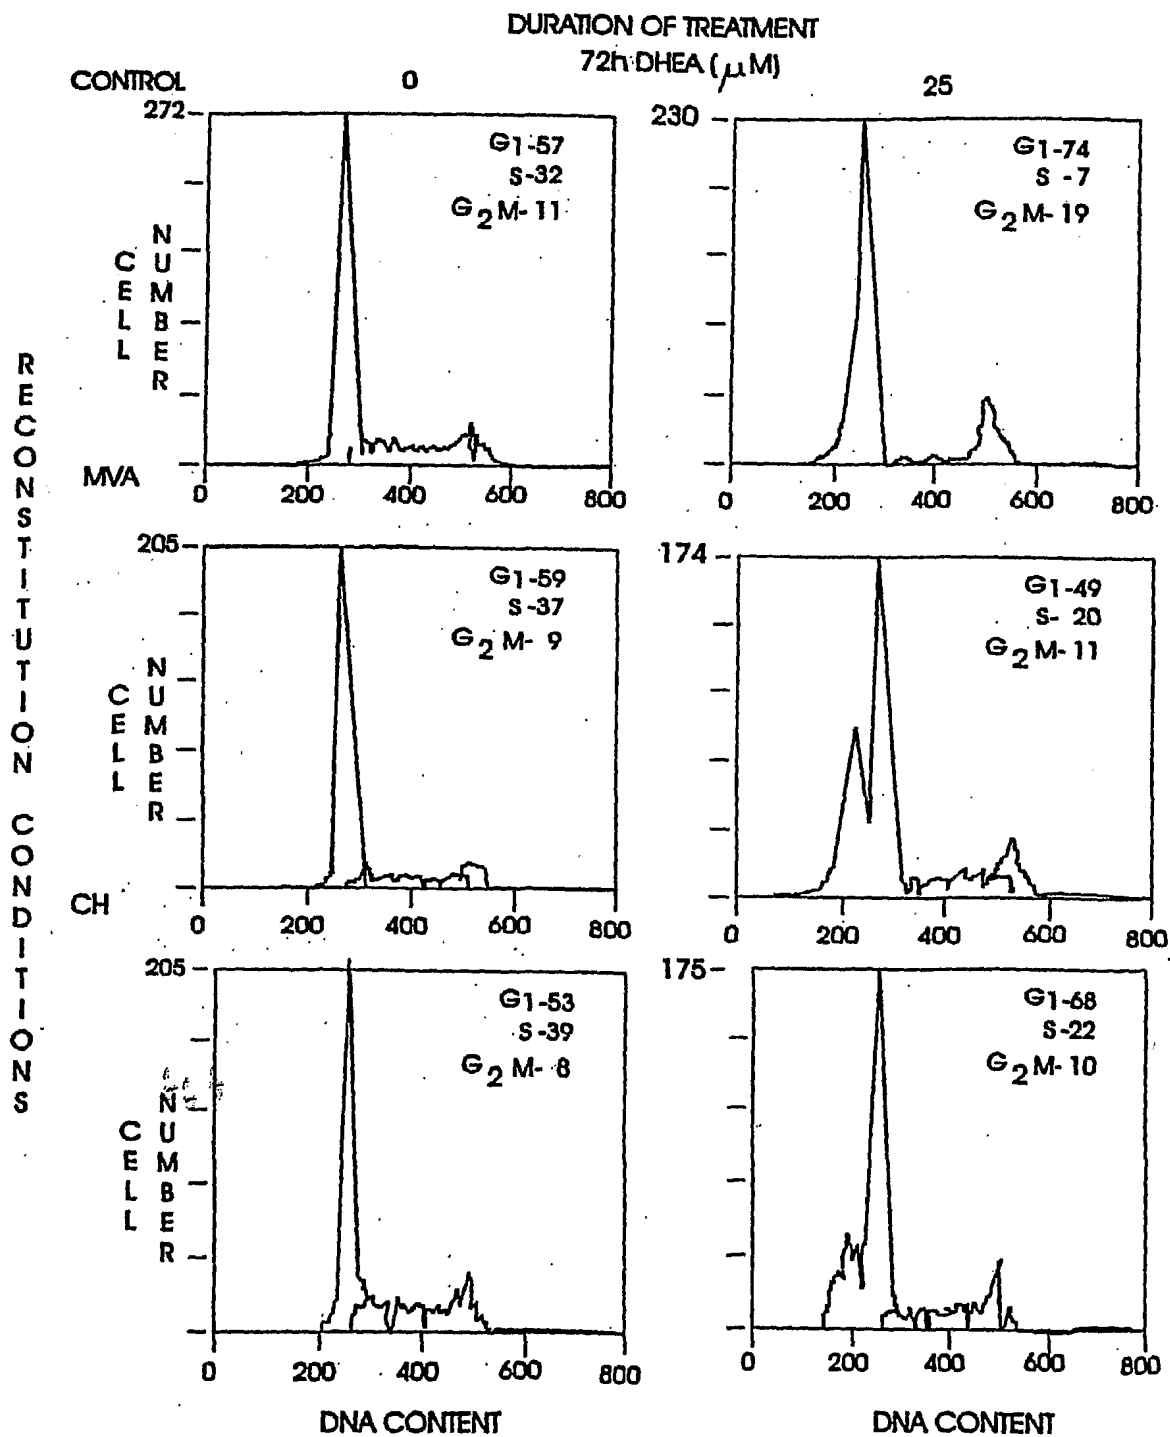 DURATION OF TREATMENT
72h DHEA (μM)
CONTROL 0 25
272
G1-57
S-32
G2M- 11
CELL NUMBER
0 200 400 600 800
230
G1-74
S -7
G2M- 19
0 200 400 600 800
RECONSTITUTION CONDITIONS
MVA
205
G1-59
S-37
G2M- 9
CELL NUMBER
0 200 400 600 800
174
G1-49
S- 20
G2M- 11
0 200 400 600 800
CH
205
G1-53
S-39
G2M- 8
CELL NUMBER
0 200 400 600 800
DNA CONTENT
175
G1-68
S-22
G2M- 10
0 200 400 600 800
DNA CONTENT